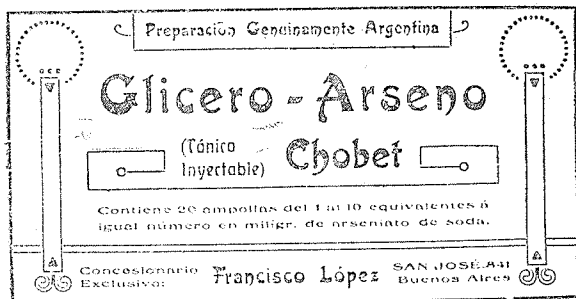 Preparación Genuinamente Argentina
Glicero - Arseno
(Tónico
Inyectable) Chobet
Contiene 20 ampollas del 1 al 10 equivalentes á
igual número en miligr. de arseniato de soda.
Concesionario
Exclusivo: Francisco López SAN JOSÉ.841
Buenos Aires